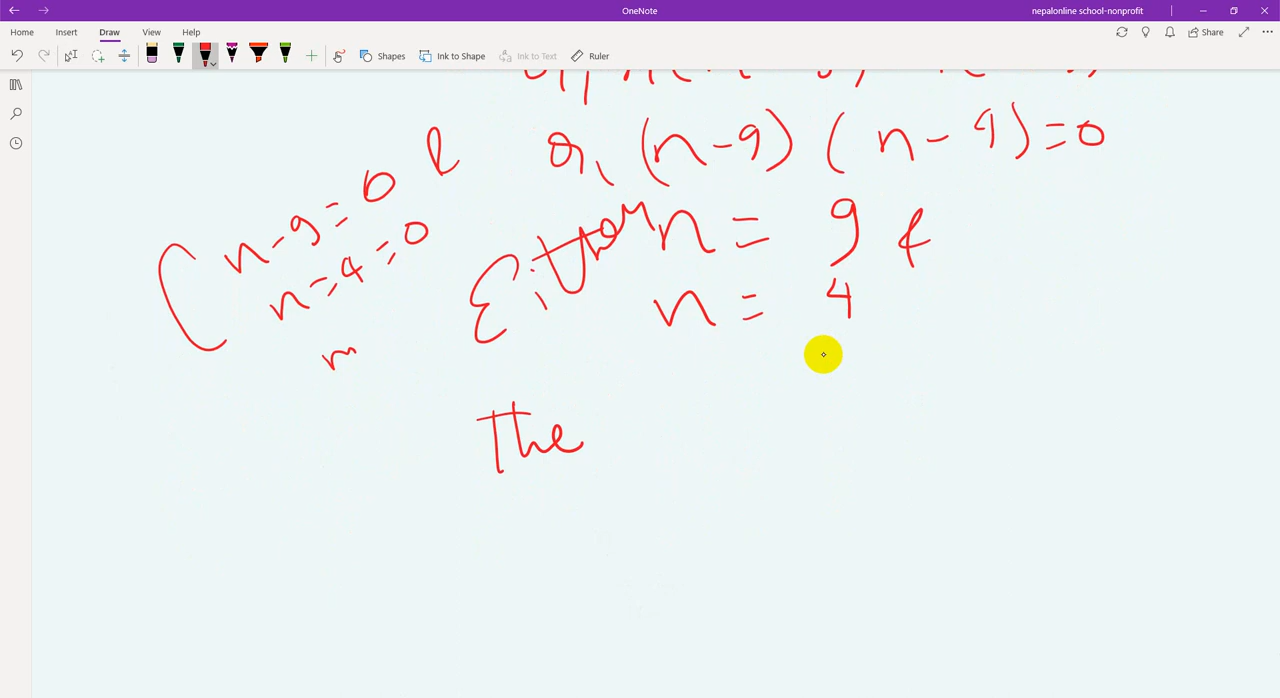 OneNote
nepalonline school-nonprofit
Home Insert Draw View Help
Share
Shapes Ink to Shape Ink to Text Ruler
or, (n-9) (n-4)=0
(n-9=0 &
n-4=0
Either n = 9 &
n = 4
n
The